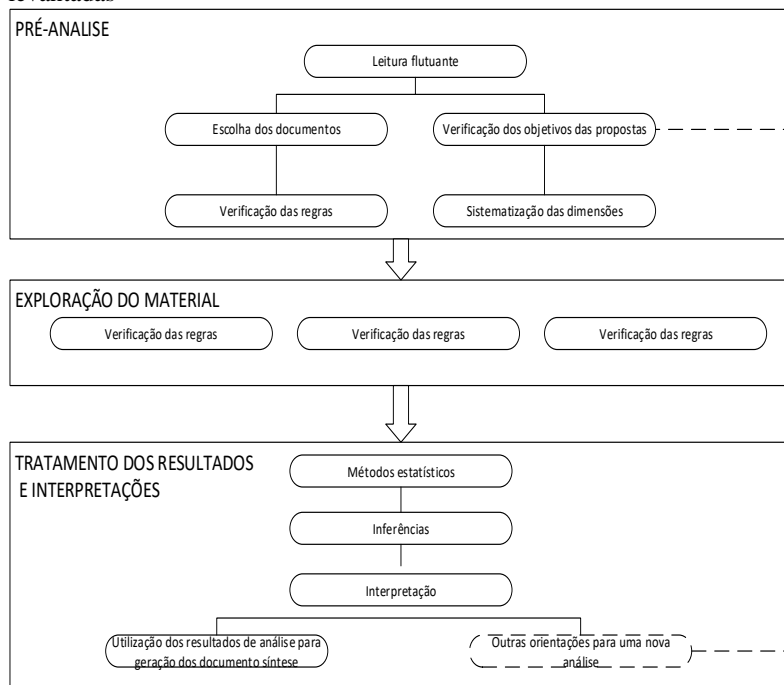 PRÉ-ANALISE
Leitura flutuante
Escolha dos documentos
Verificação dos objetivos das propostas
Verificação das regras
Sistematização das dimensões
EXPLORAÇÃO DO MATERIAL
Verificação das regras
Verificação das regras
Verificação das regras
TRATAMENTO DOS RESULTADOS
E INTERPRETAÇÕES
Métodos estatísticos
Inferências
Interpretação
Utilização dos resultados de análise para
geração dos documento síntese
Outras orientações para uma nova
análise